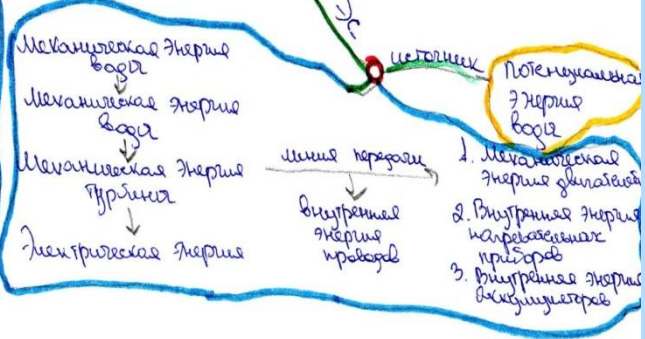 ЭС
источник
Потенциальная
энергия
воды
Механическая Энергия
воды
Механическая Энергия
воды
Механическая Энергия
турбины
Электрическая Энергия
линия передачи
внутренняя
энергия
проводов
1. Механическая
энергия двигателей
2. Внутренняя Энергия
нагревательных
приборов
3. Внутренняя Энергия
аккумуляторов